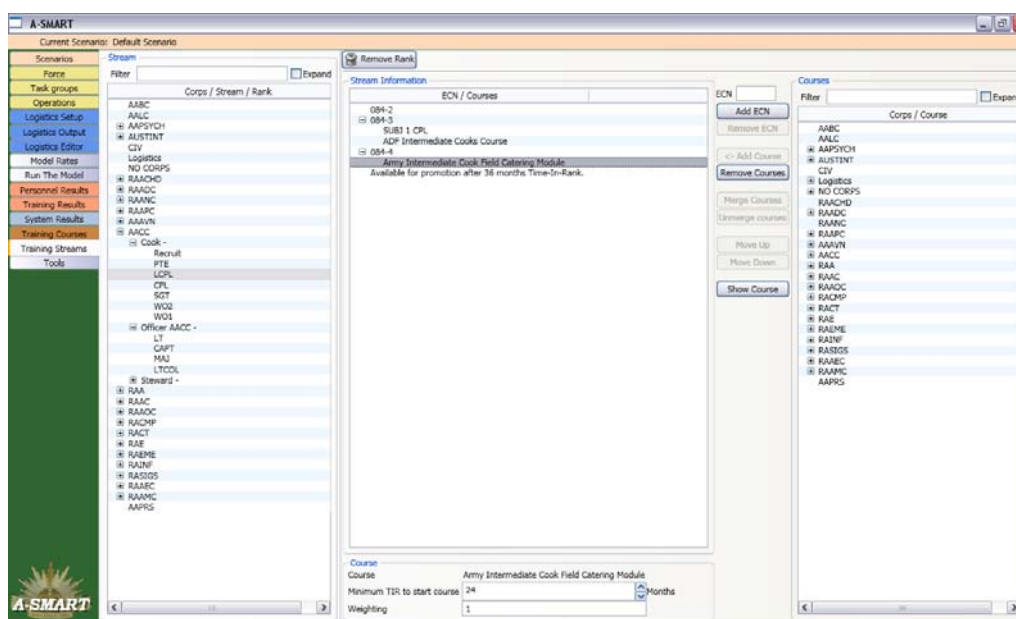 A-SMART
Current Scenario: Default Scenario
Scenarios
Force
Task groups
Operations
Logistics Setup
Logistics Output
Logistics Editor
Model Rates
Run The Model
Personnel Results
Training Results
System Results
Training Courses
Training Streams
Tools
A-SMART
Stream
Filter
Expand
Corps / Stream / Rank
AABC
AALC
AAPSYCH
AUSTINT
CIV
Logistics
NO CORPS
RAACHD
RAADC
RAANC
RAAPC
AAAVN
AACC
Cook -
Recruit
PTE
LCPL
CPL
SGT
WO2
WO1
Officer AACC -
LT
CAPT
MAJ
LTCOL
Steward -
RAA
RAAC
RAAOC
RACMP
RACT
RAE
RAEME
RAINF
RASIGS
RAAEC
RAAMC
AAPRS
Remove Rank
Stream Information
ECN / Courses
084-2
084-3
SUBJ 1 CPL
ADF Intermediate Cooks Course
084-4
Army Intermediate Cook Field Catering Module
Available for promotion after 36 months Time-In-Rank.
Course
Course Army Intermediate Cook Field Catering Module
Minimum TIR to start course 24 Months
Weighting 1
ECN
Add ECN
Remove ECN
<- Add Course
Remove Courses
Merge Courses
Unmerge courses
Move Up
Move Down
Show Course
Courses
Filter
Expan
Corps / Course
AABC
AALC
AAPSYCH
AUSTINT
CIV
Logistics
NO CORPS
RAACHD
RAADC
RAANC
RAAPC
AAAVN
AACC
RAA
RAAC
RAAOC
RACMP
RACT
RAE
RAEME
RAINF
RASIGS
RAAEC
RAAMC
AAPRS